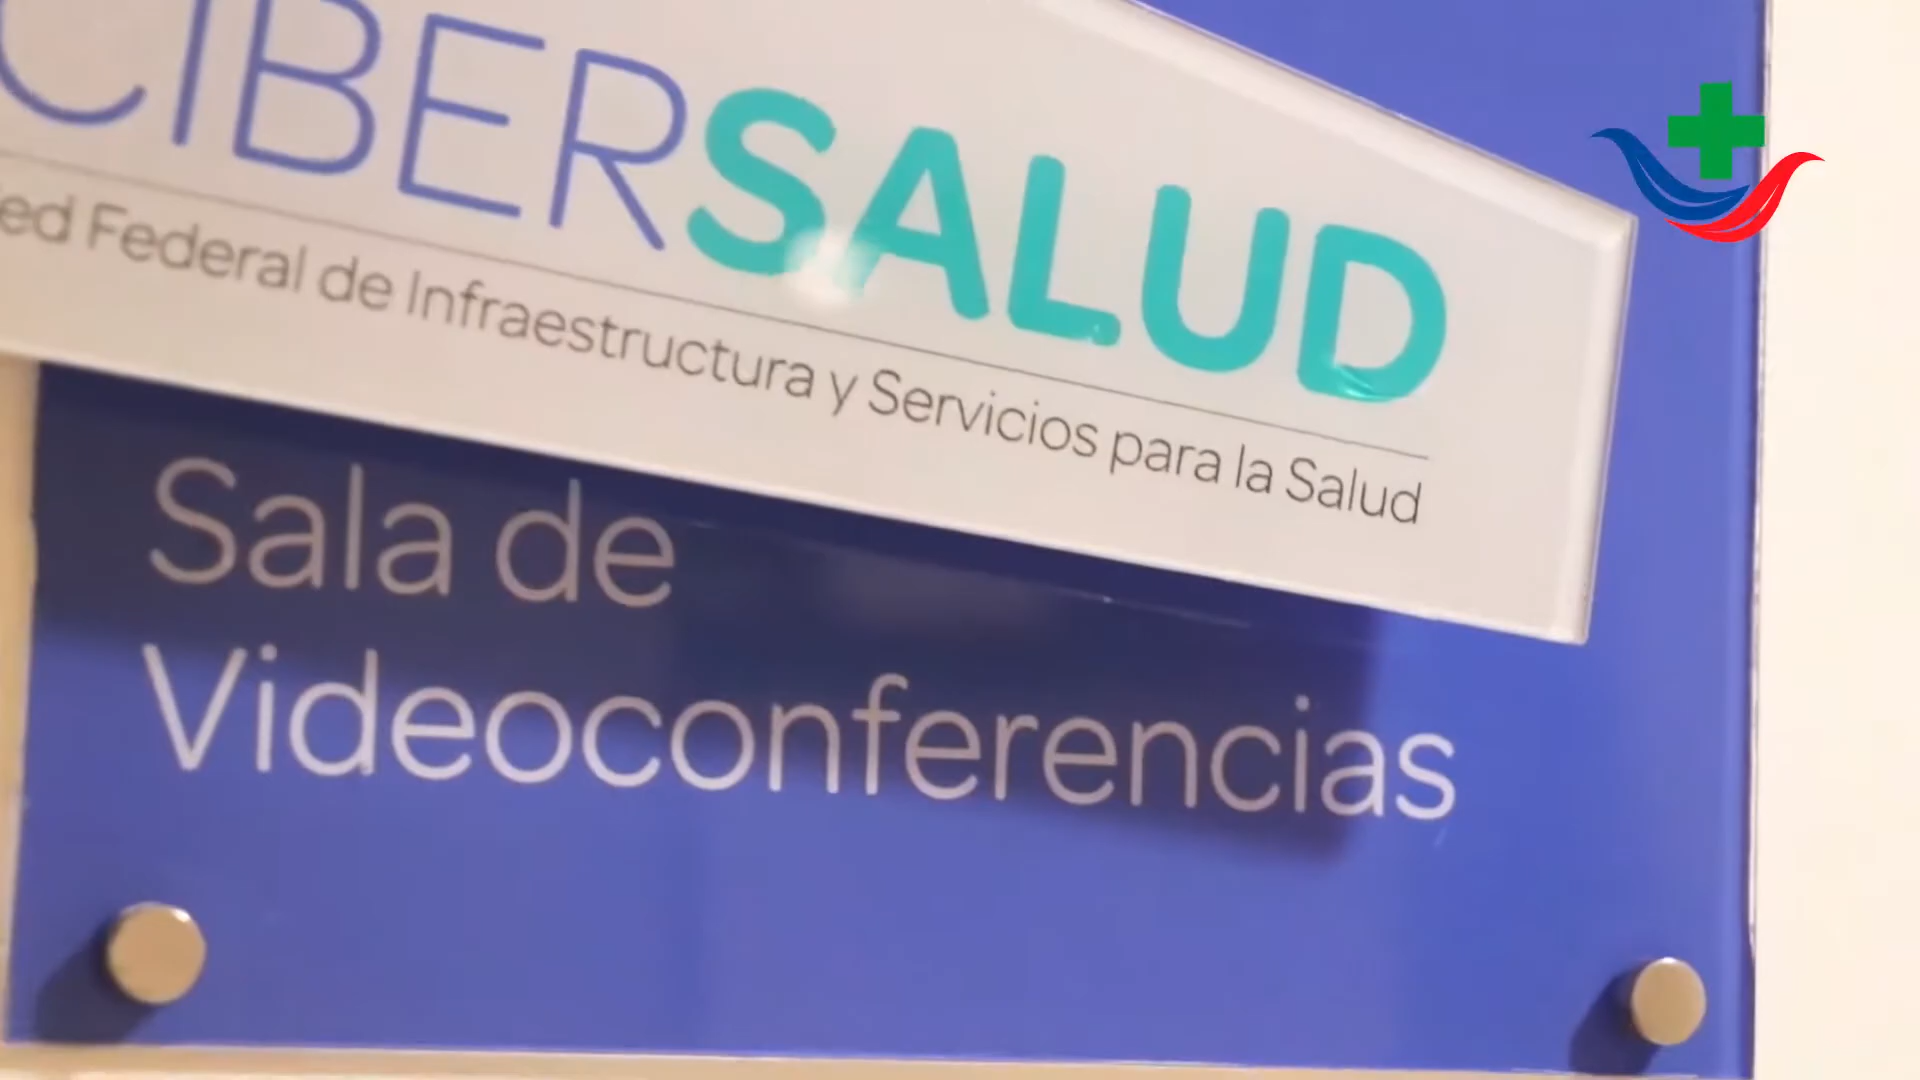 CIBERSALUD
ed Federal de Infraestructura y Servicios para la Salud
Sala de
Videoconferencias